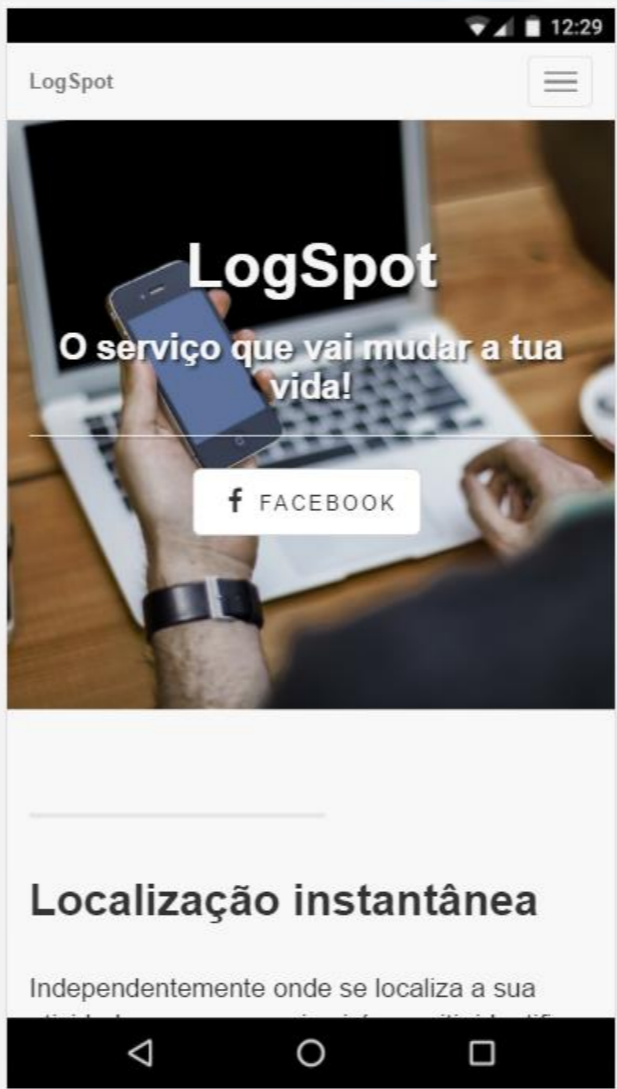 12:29
LogSpot
LogSpot
O serviço que vai mudar a tua
vida!
FACEBOOK
Localização instantânea
Independentemente onde se localiza a sua